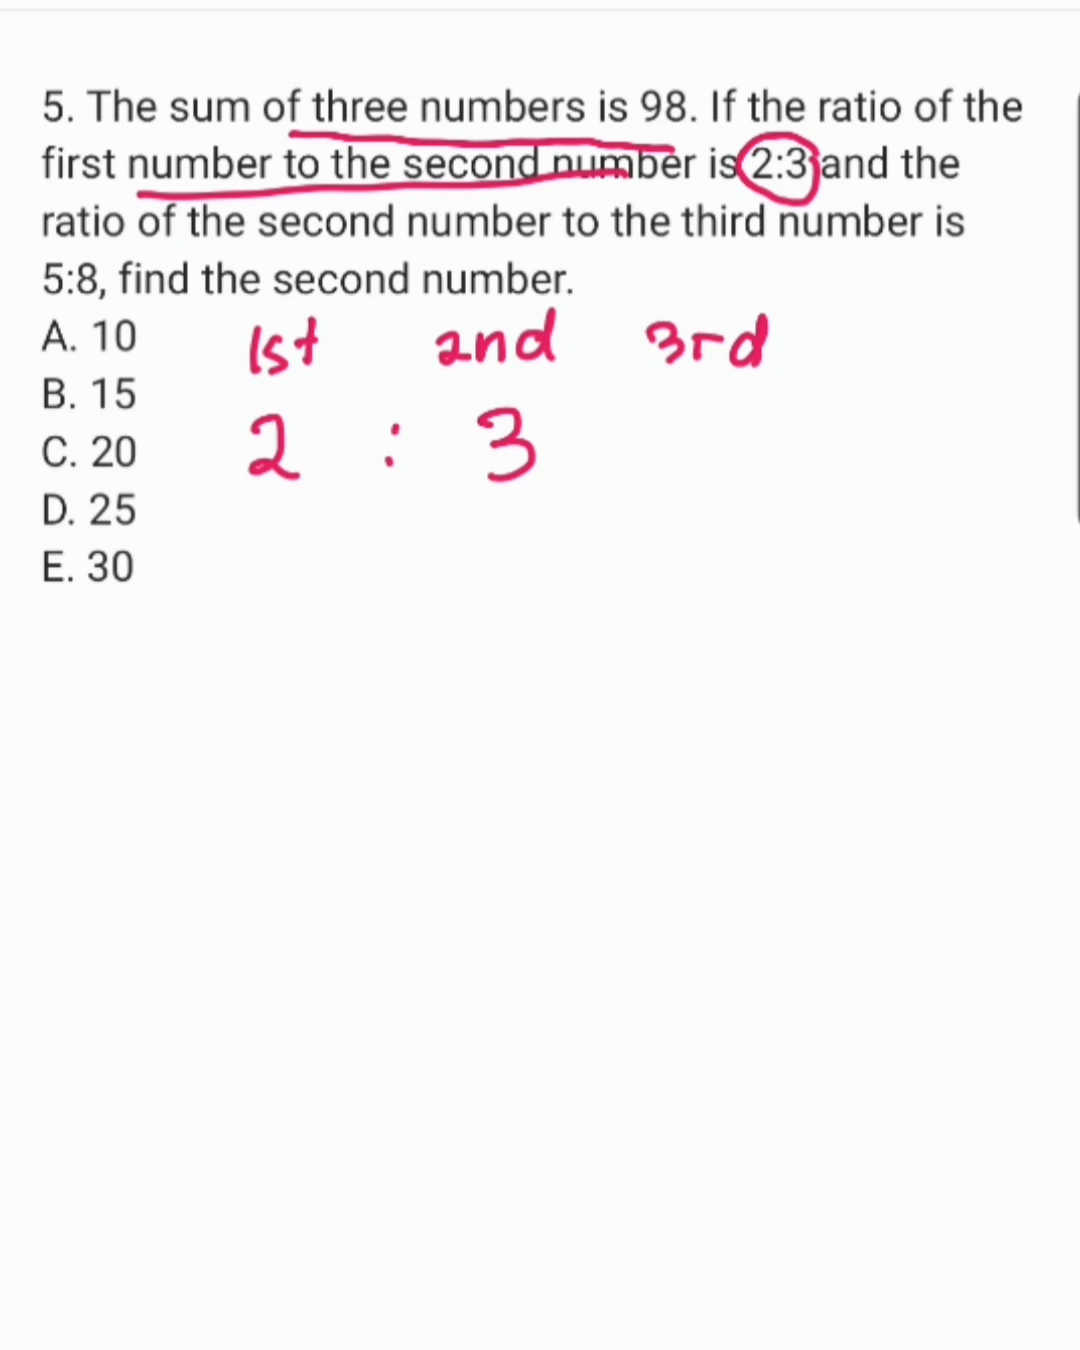 5. The sum of three numbers is 98. If the ratio of the
first number to the second number is 2:3 and the
ratio of the second number to the third number is
5:8, find the second number.
A. 10
B. 15
C. 20
D. 25
E. 30
1st 2nd 3rd
2 : 3